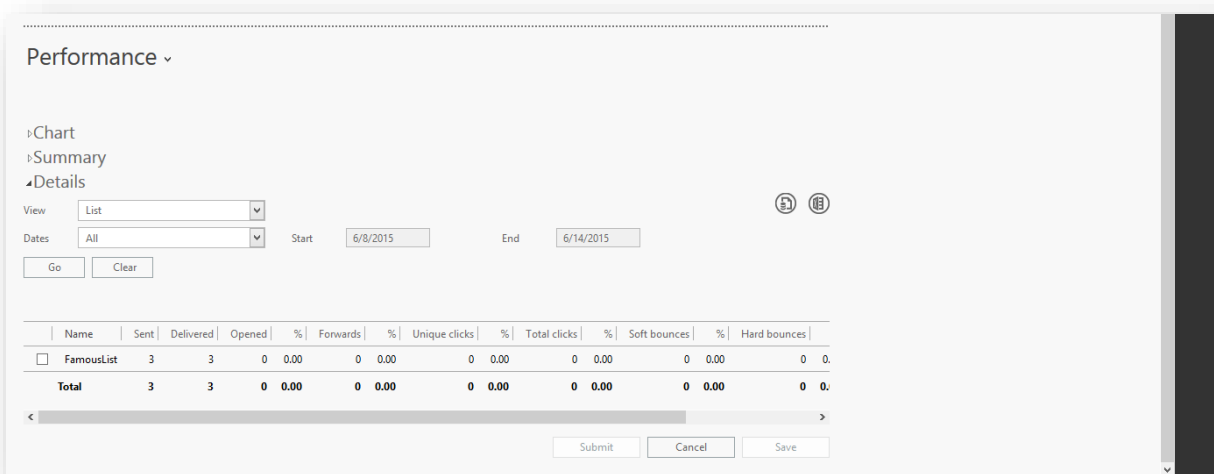 Performance
Chart
Summary
Details
View List
Dates All Start 6/8/2015 End 6/14/2015
Go Clear
Name Sent Delivered Opened % Forwards % Unique clicks % Total clicks % Soft bounces % Hard bounces
FamousList 3 3 0 0.00 0 0.00 0 0.00 0 0.00 0 0.00 0 0.
Total 3 3 0 0.00 0 0.00 0 0.00 0 0.00 0 0.00 0 0.
Submit Cancel Save